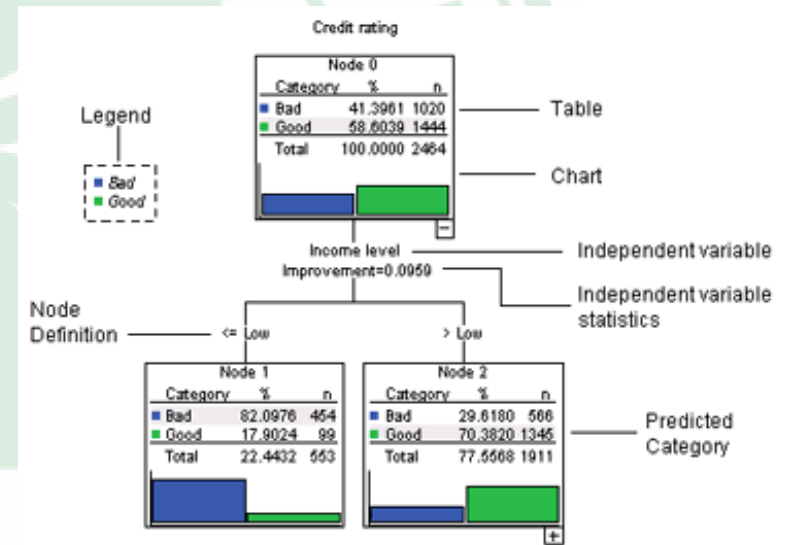 Credit rating
Node 0
Category % n
Bad 41.3961 1020
Good 58.6039 1444
Total 100.0000 2464
Legend
Bad
Good
Table
Chart
Income level
Improvement=0.0959
Independent variable
Independent variable
statistics
Node
Definition
<= Low
> Low
Node 1
Category % n
Bad 82.0976 454
Good 17.9024 99
Total 22.4432 553
Node 2
Category % n
Bad 29.6180 566
Good 70.3820 1345
Total 77.5568 1911
Predicted
Category